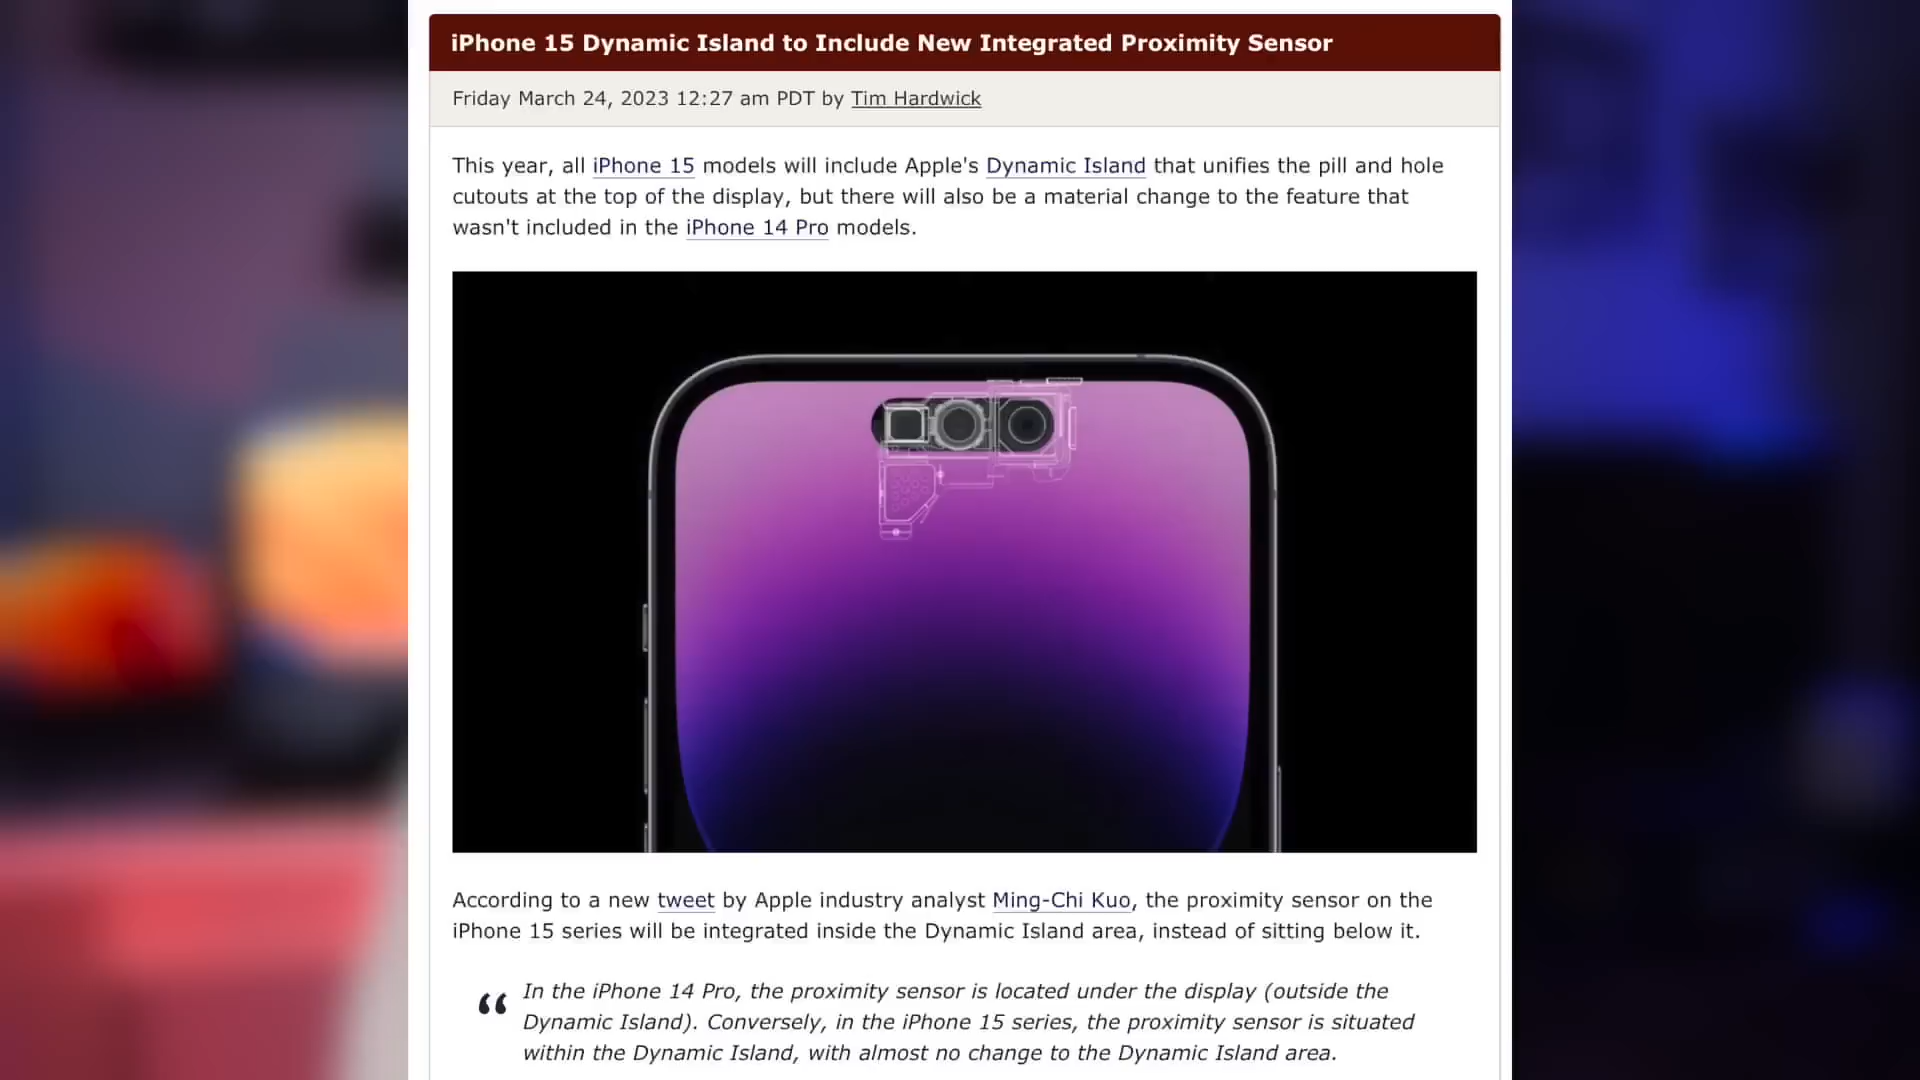 iPhone 15 Dynamic Island to Include New Integrated Proximity Sensor
Friday March 24, 2023 12:27 am PDT by Tim Hardwick
This year, all iPhone 15 models will include Apple's Dynamic Island that unifies the pill and hole
cutouts at the top of the display, but there will also be a material change to the feature that
wasn't included in the iPhone 14 Pro models.
According to a new tweet by Apple industry analyst Ming-Chi Kuo, the proximity sensor on the
iPhone 15 series will be integrated inside the Dynamic Island area, instead of sitting below it.
“ In the iPhone 14 Pro, the proximity sensor is located under the display (outside the
Dynamic Island). Conversely, in the iPhone 15 series, the proximity sensor is situated
within the Dynamic Island, with almost no change to the Dynamic Island area.